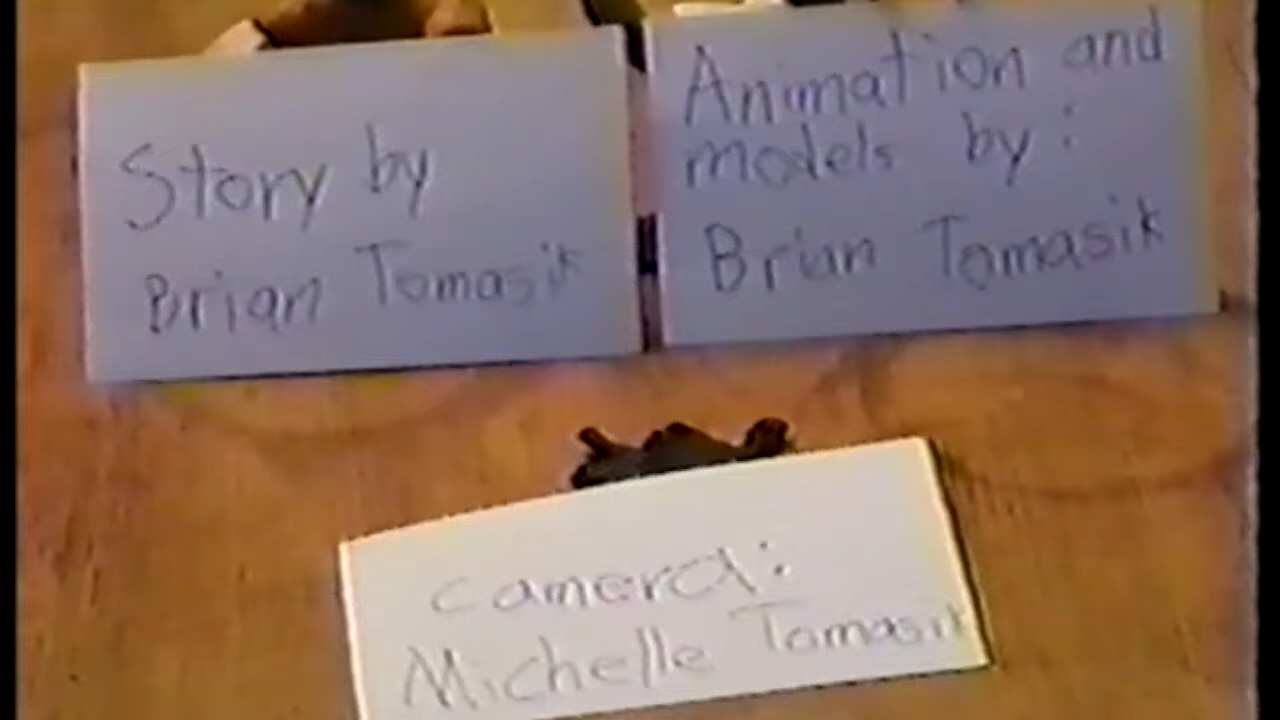 Story by
Brian Tomasik
Animation and
models by:
Brian Tomasik
camera:
Michelle Tomasik